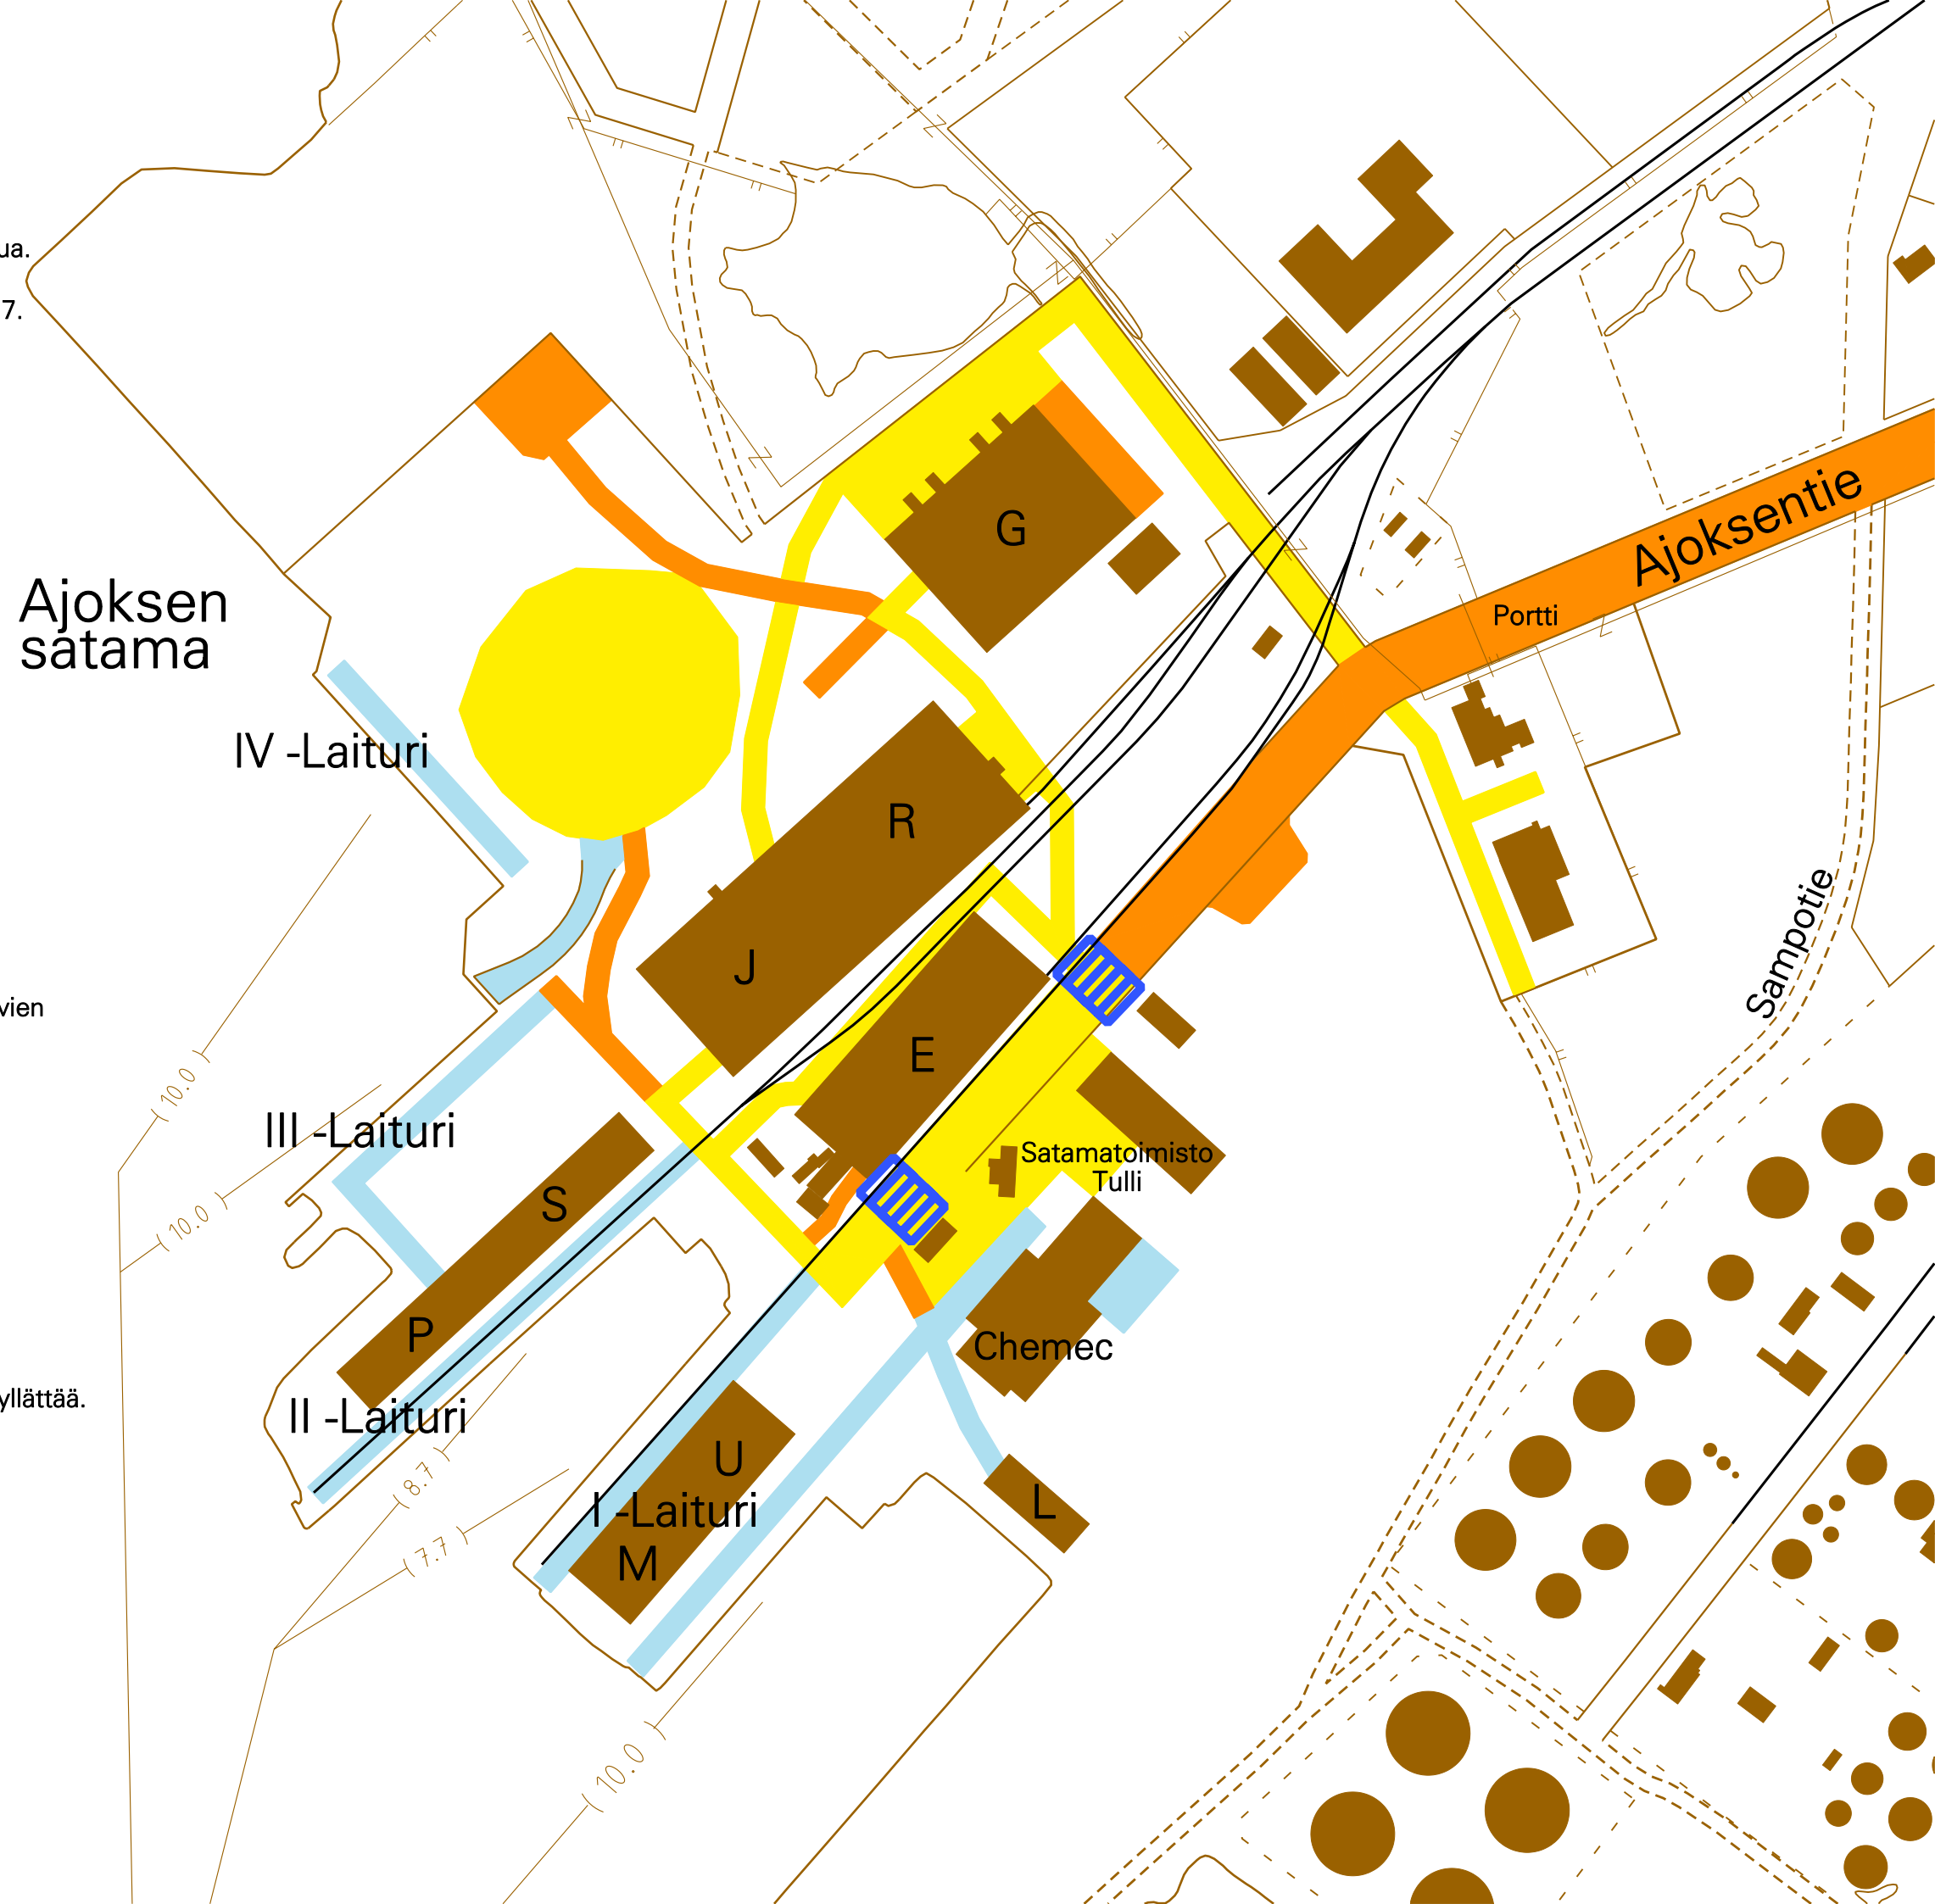 ua.
7.
Ajoksentie
G
Ajoksen
satama
Portti
IV -Laituri
R
J
Sampotie
vien
E
(10.0)
III -Laituri
Satamatoimisto
Tulli
S
(10.0)
P
Chemec
yllättää.
II -Laituri
U
(8.7)
I -Laituri
L
(7.7)
M
(10.0)